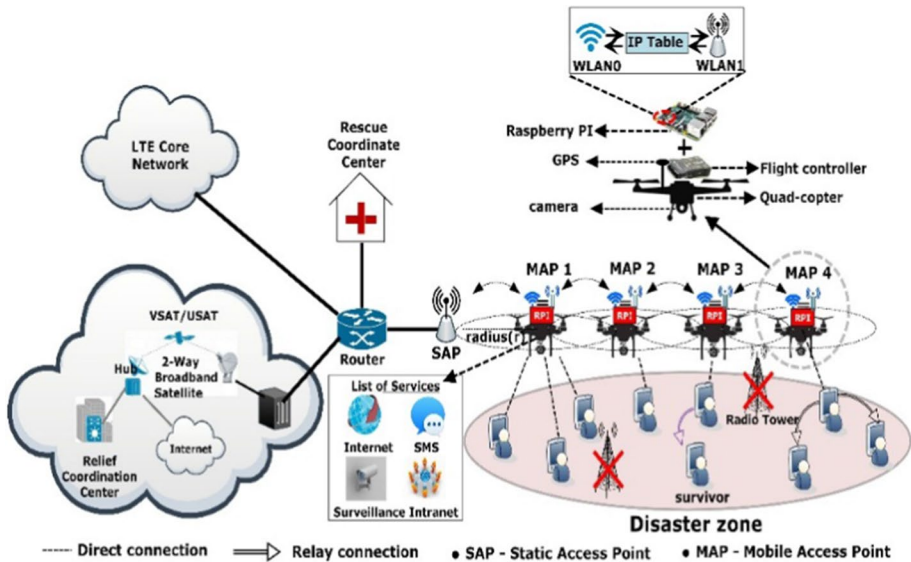 IP Table
WLAN0
WLAN1
Raspberry PI
+
GPS
Flight controller
Quad-copter
camera
LTE Core
Network
Rescue
Coordinate
Center
MAP 1
MAP 2
MAP 3
MAP 4
RPI
RPI
RPI
RPI
VSAT/USAT
Hub
2-Way
Broadband
Satellite
Internet
Relief
Coordination
Center
Router
SAP
radius(r)
List of Services
Internet
SMS
Surveillance
Intranet
Radio Tower
survivor
Disaster zone
Direct connection
Relay connection
• SAP - Static Access Point
• MAP - Mobile Access Point